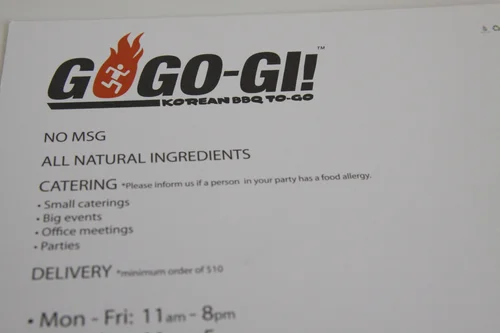 GOGO-GI!™
KOREAN BBQ TO-GO
NO MSG
ALL NATURAL INGREDIENTS
CATERING *Please inform us if a person in your party has a food allergy.
• Small caterings
• Big events
• Office meetings
• Parties
DELIVERY *minimum order of $10
• Mon - Fri: 11am - 8pm